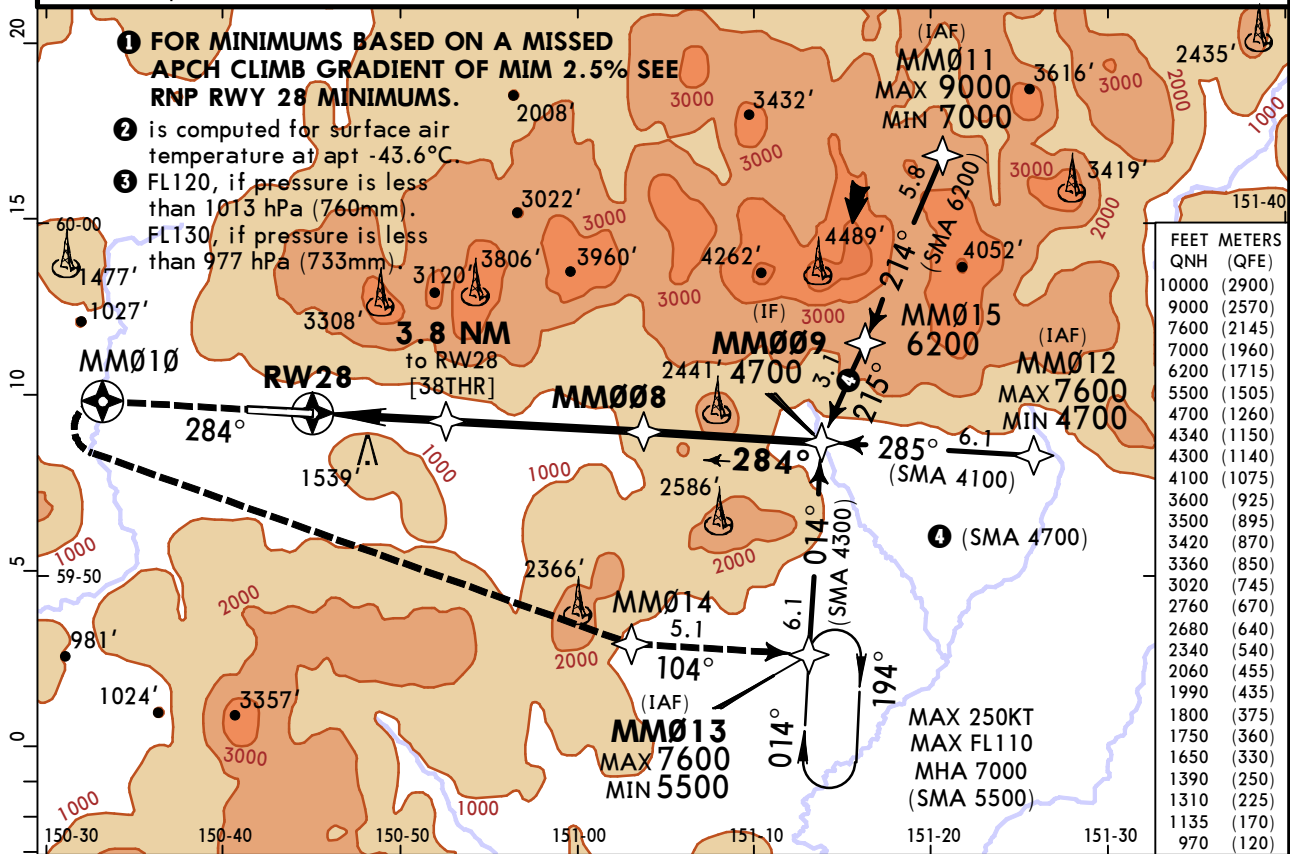 ❶ FOR MINIMUMS BASED ON A MISSED
APCH CLIMB GRADIENT OF MIM 2.5% SEE
RNP RWY 28 MINIMUMS.
❷ is computed for surface air
temperature at apt -43.6°C.
❸ FL120, if pressure is less
than 1013 hPa (760mm).
FL130, if pressure is less
than 977 hPa (733mm).
20
15
10
5
0
60-00
59-50
150-30
150-40
150-50
151-00
151-10
151-20
151-30
151-40
(IAF)
MMØ11
MAX 9000
MIN 7000
5.8
214°
(SMA 6200)
MMØ15
6200
3.1
❹
215°
(IAF)
MMØ12
MAX 7600
MIN 4700
285°
6.1
(SMA 4100)
❹ (SMA 4700)
(IF)
MMØØ9
4700
284°
MMØØ8
3.8 NM
to RW28
[38THR]
RW28
MMØ1Ø
284°
MMØ14
5.1
104°
(IAF)
MMØ13
MAX 7600
MIN 5500
014°
6.1
(SMA 4300)
014°
194°
MAX 250KT
MAX FL110
MHA 7000
(SMA 5500)
2435'
3616'
3419'
4052'
4489'
4262'
3432'
2008'
3022'
3960'
3806'
3120'
3308'
1477'
1027'
2441'
2586'
1539'
2366'
981'
1024'
3357'
3000
3000
3000
3000
3000
3000
3000
3000
2000
2000
2000
2000
2000
1000
1000
1000
1000
1000
1000
FEET METERS
QNH (QFE)
10000 (2900)
9000 (2570)
7600 (2145)
7000 (1960)
6200 (1715)
5500 (1505)
4700 (1260)
4340 (1150)
4300 (1140)
4100 (1075)
3600 (925)
3500 (895)
3420 (870)
3360 (850)
3020 (745)
2760 (670)
2680 (640)
2340 (540)
2060 (455)
1990 (435)
1800 (375)
1750 (360)
1650 (330)
1390 (250)
1310 (225)
1135 (170)
970 (120)